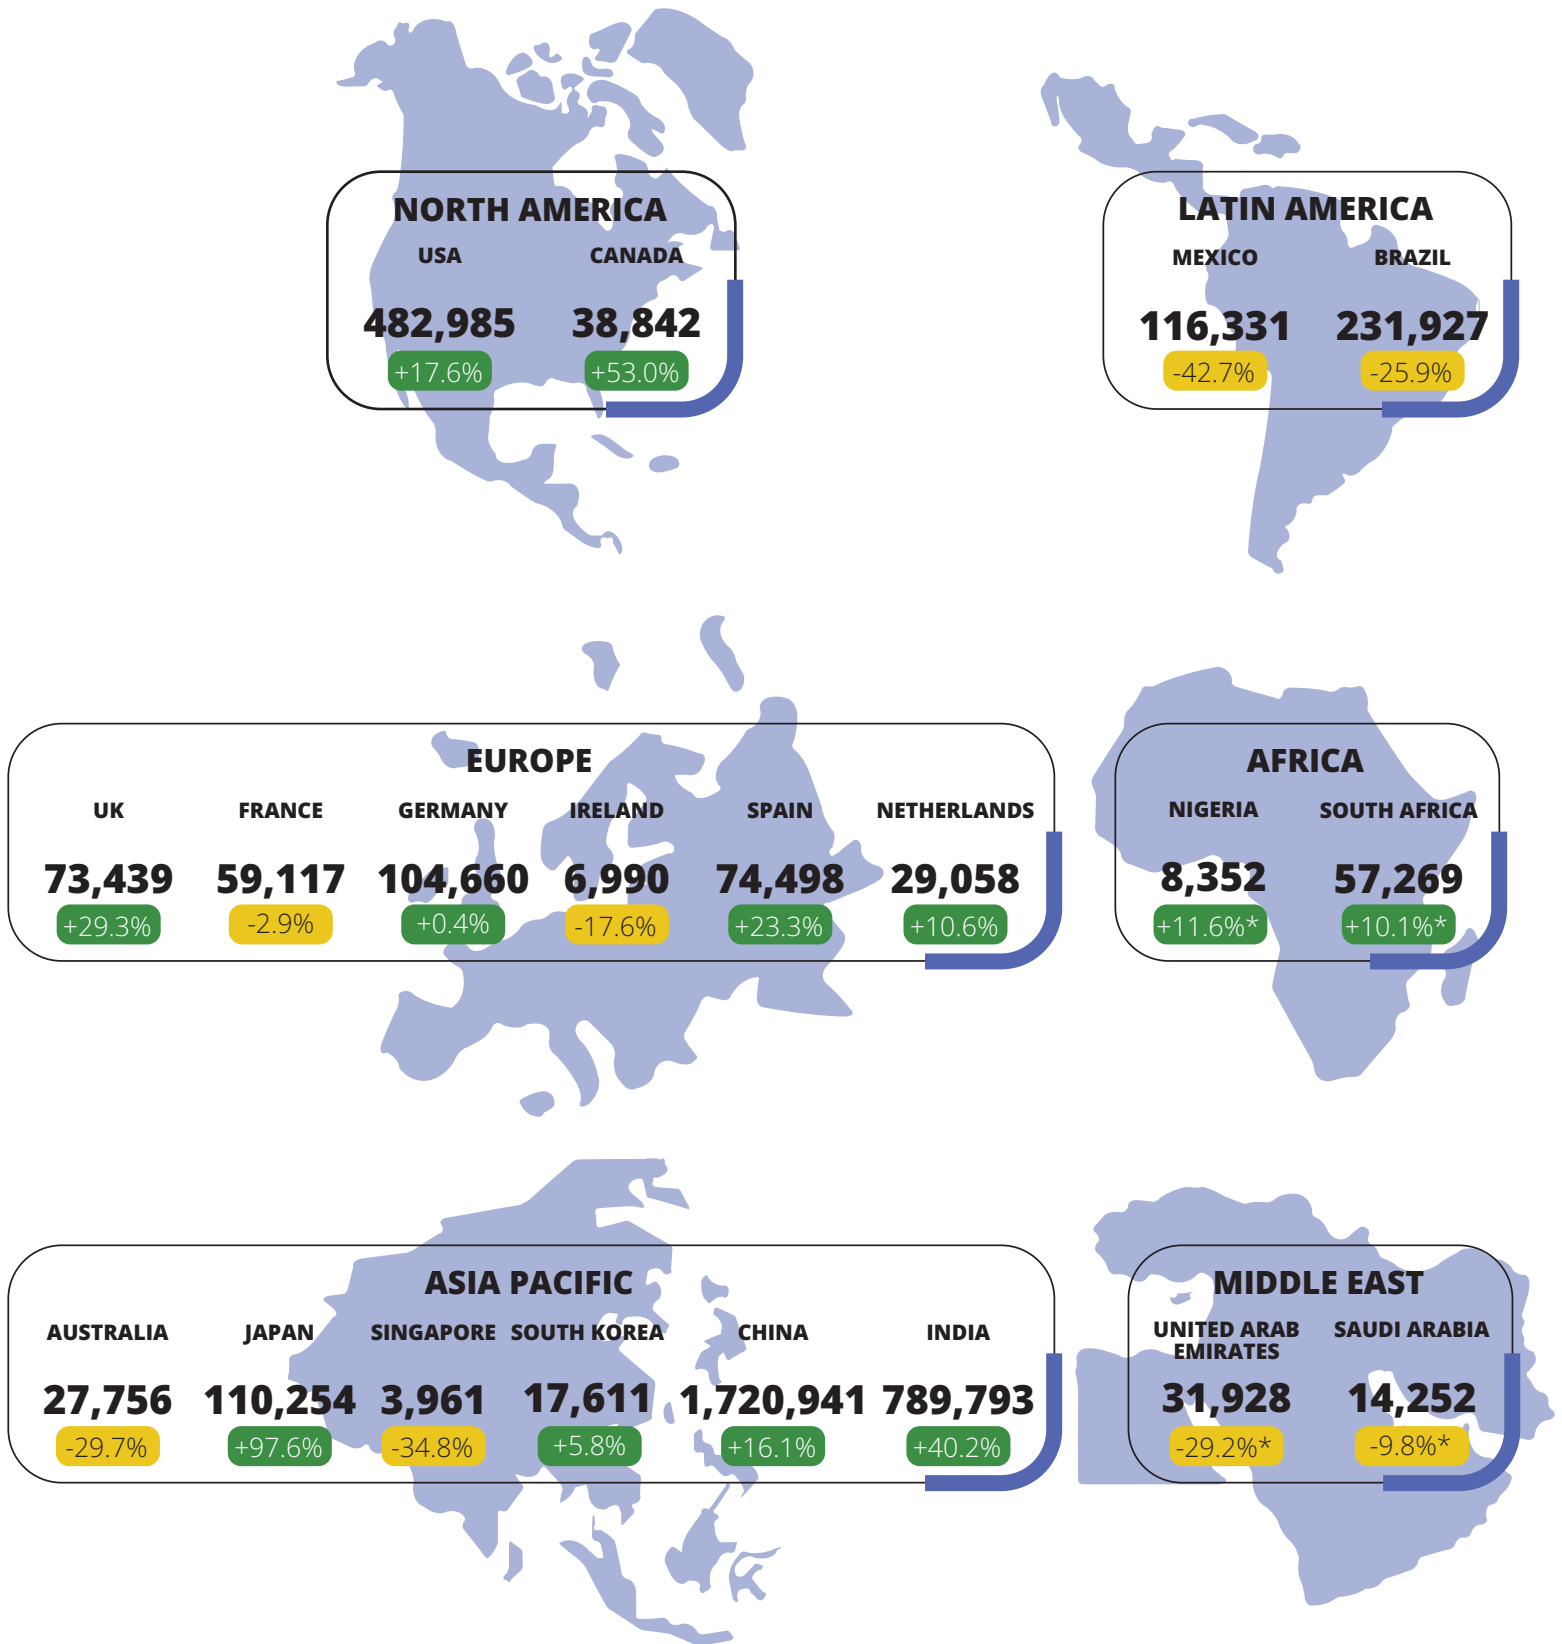 NORTH AMERICA
USA CANADA
482,985 38,842
+17.6% +53.0%
LATIN AMERICA
MEXICO BRAZIL
116,331 231,927
-42.7% -25.9%
EUROPE
UK FRANCE GERMANY IRELAND SPAIN NETHERLANDS
73,439 59,117 104,660 6,990 74,498 29,058
+29.3% -2.9% +0.4% -17.6% +23.3% +10.6%
AFRICA
NIGERIA SOUTH AFRICA
8,352 57,269
+11.6%* +10.1%*
ASIA PACIFIC
AUSTRALIA JAPAN SINGAPORE SOUTH KOREA CHINA INDIA
27,756 110,254 3,961 17,611 1,720,941 789,793
-29.7% +97.6% -34.8% +5.8% +16.1% +40.2%
MIDDLE EAST
UNITED ARAB SAUDI ARABIA
EMIRATES
31,928 14,252
-29.2%* -9.8%*